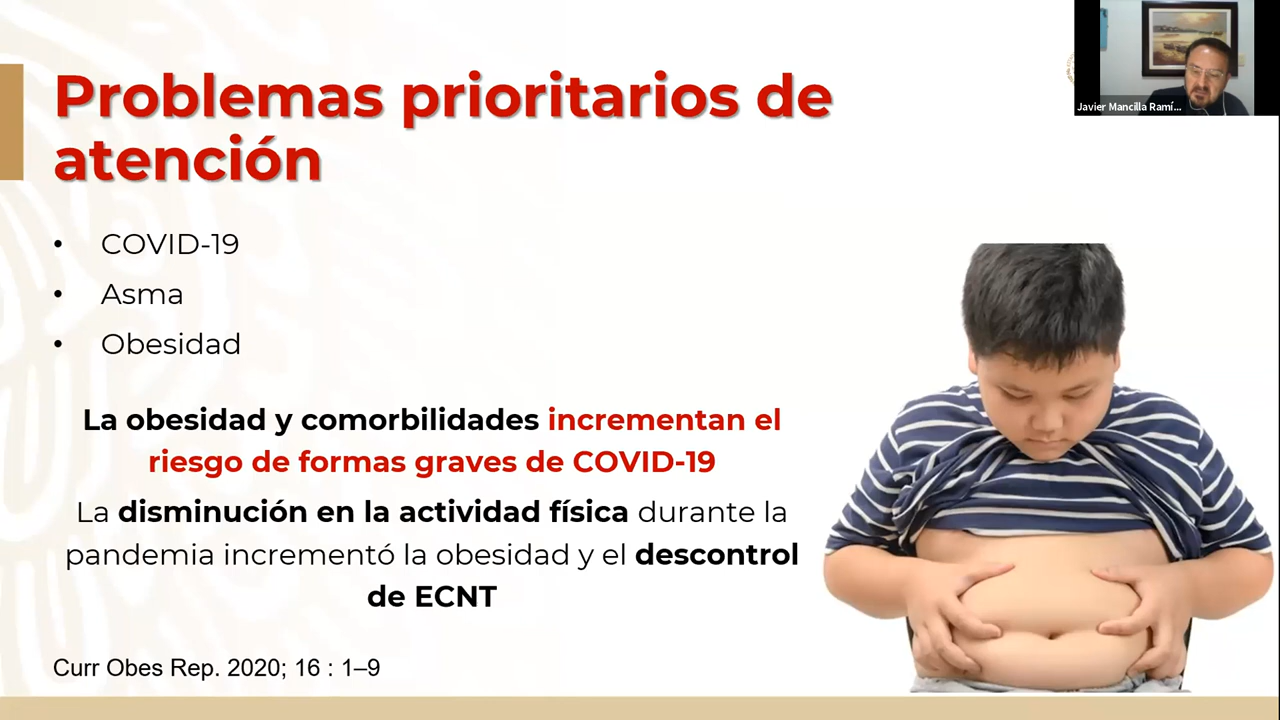 Problemas prioritarios de
atención
Javier Mancilla Ramí...
• COVID-19
• Asma
• Obesidad
La obesidad y comorbilidades incrementan el
riesgo de formas graves de COVID-19
La disminución en la actividad física durante la
pandemia incrementó la obesidad y el descontrol
de ECNT
Curr Obes Rep. 2020; 16 : 1–9